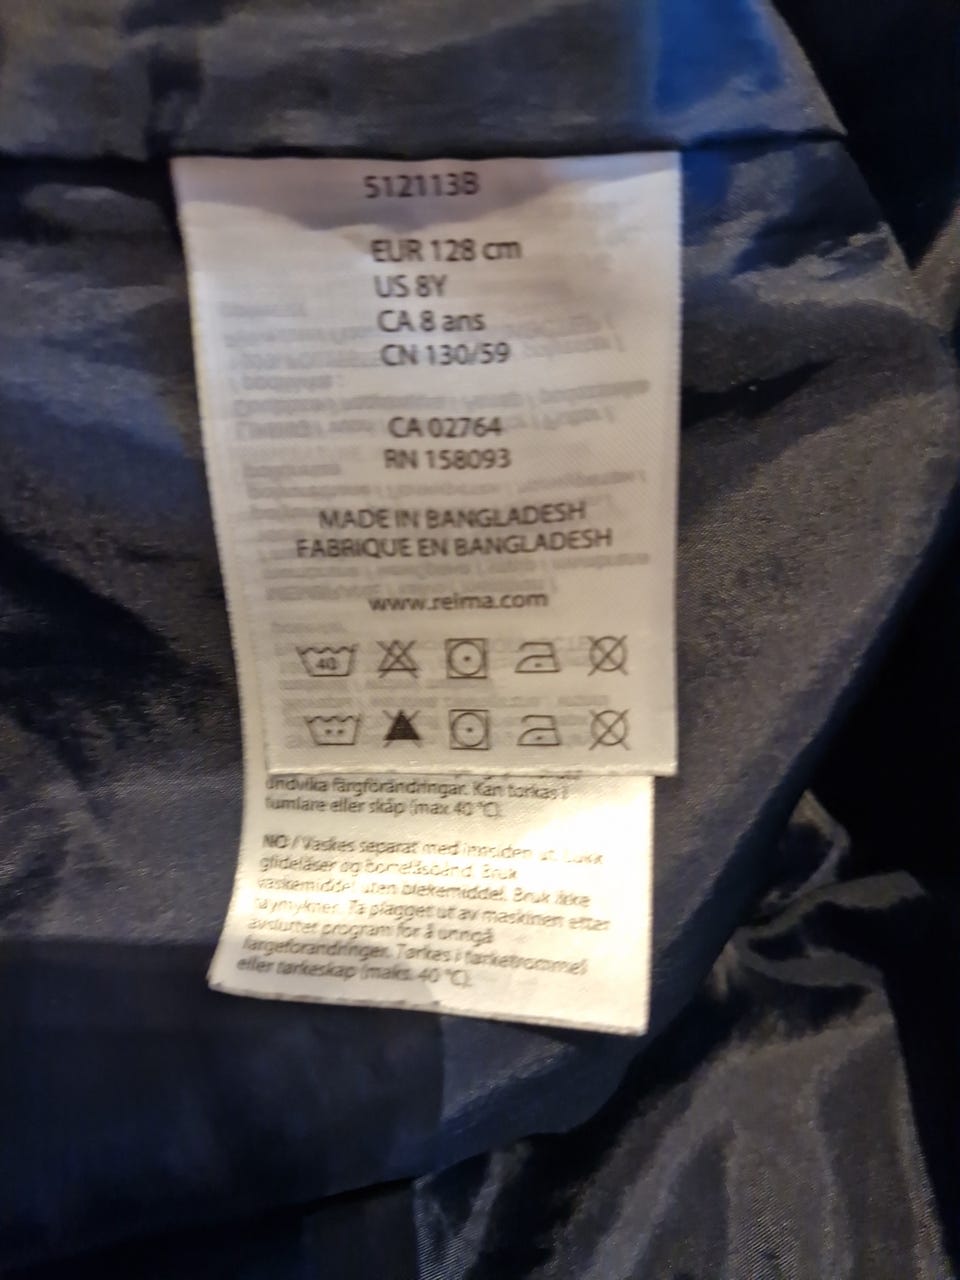 512113B
EUR 128 cm
US 8Y
CA 8 ans
CN 130/59
CA 02764
RN 158093
MADE IN BANGLADESH
FABRIQUE EN BANGLADESH
www.reima.com
40
undvika färgförändringar. Kan torkas i
tumlare eller skåp (max 40 °C).
NO / Vaskes separat med innsiden ut. Lukk
glidelåser og borrelåsbånd. Bruk
vaskemiddel uten blekemiddel. Bruk ikke
tøymykner. Ta plagget ut av maskinen etter
avsluttet program for å unngå
fargeforandringer. Tørkes i tørketrommel
eller tørkeskap (maks. 40 °C).